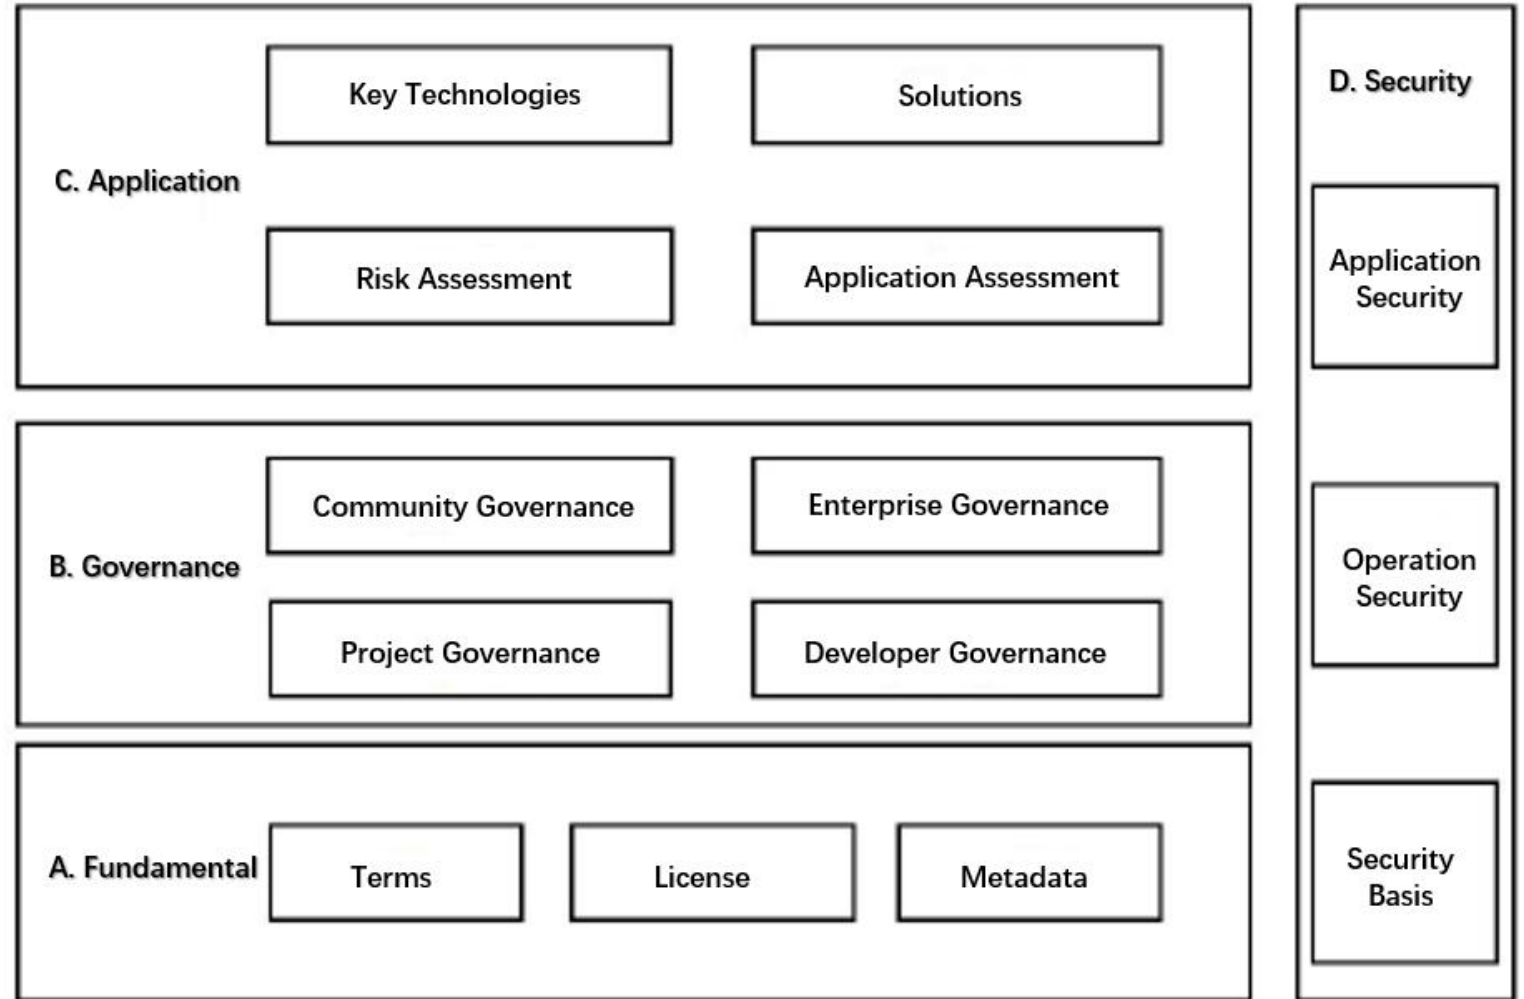 C. Application
Key Technologies
Solutions
Risk Assessment
Application Assessment
B. Governance
Community Governance
Enterprise Governance
Project Governance
Developer Governance
A. Fundamental
Terms
License
Metadata
D. Security
Application
Security
Operation
Security
Security
Basis